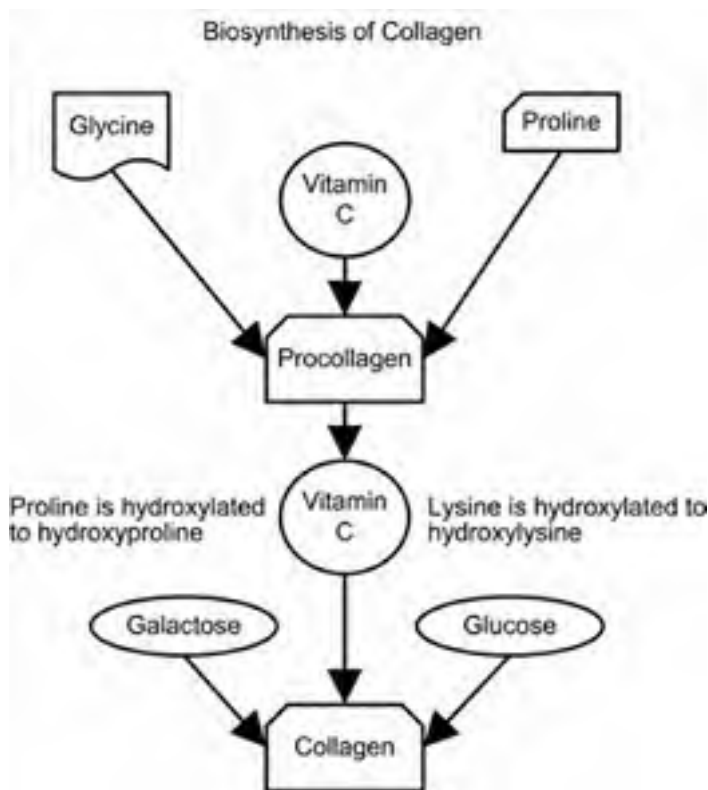 Biosynthesis of Collagen
Glycine
Proline
Vitamin
C
Procollagen
Proline is hydroxylated
to hydroxyproline
Vitamin
C
Lysine is hydroxylated to
hydroxylysine
Galactose
Glucose
Collagen